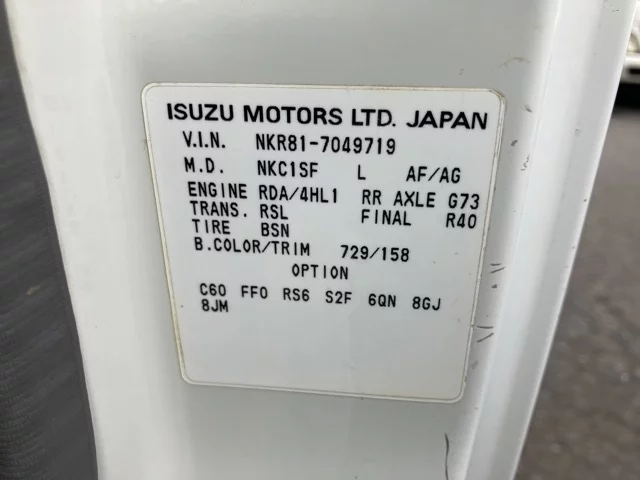 ISUZU MOTORS LTD. JAPAN
V.I.N. NKR81-7049719
M.D. NKC1SF L AF/AG
ENGINE RDA/4HL1 RR AXLE G73
TRANS. RSL FINAL R40
TIRE BSN
B.COLOR/TRIM 729/158
OPTION
C60 FF0 RS6 S2F 6QN 8GJ
8JM